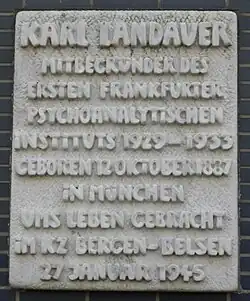 KARL LANDAUER
MITBEGRÜNDER DES
ERSTEN FRANKFURTER
PSYCHOANALYTISCHEN
INSTITUTS 1929-1933
GEBOREN 12 OKTOBER 1887
IN MÜNCHEN
UMS LEBEN GEBRACHT
IM KZ BERGEN-BELSEN
27 JANUAR 1945